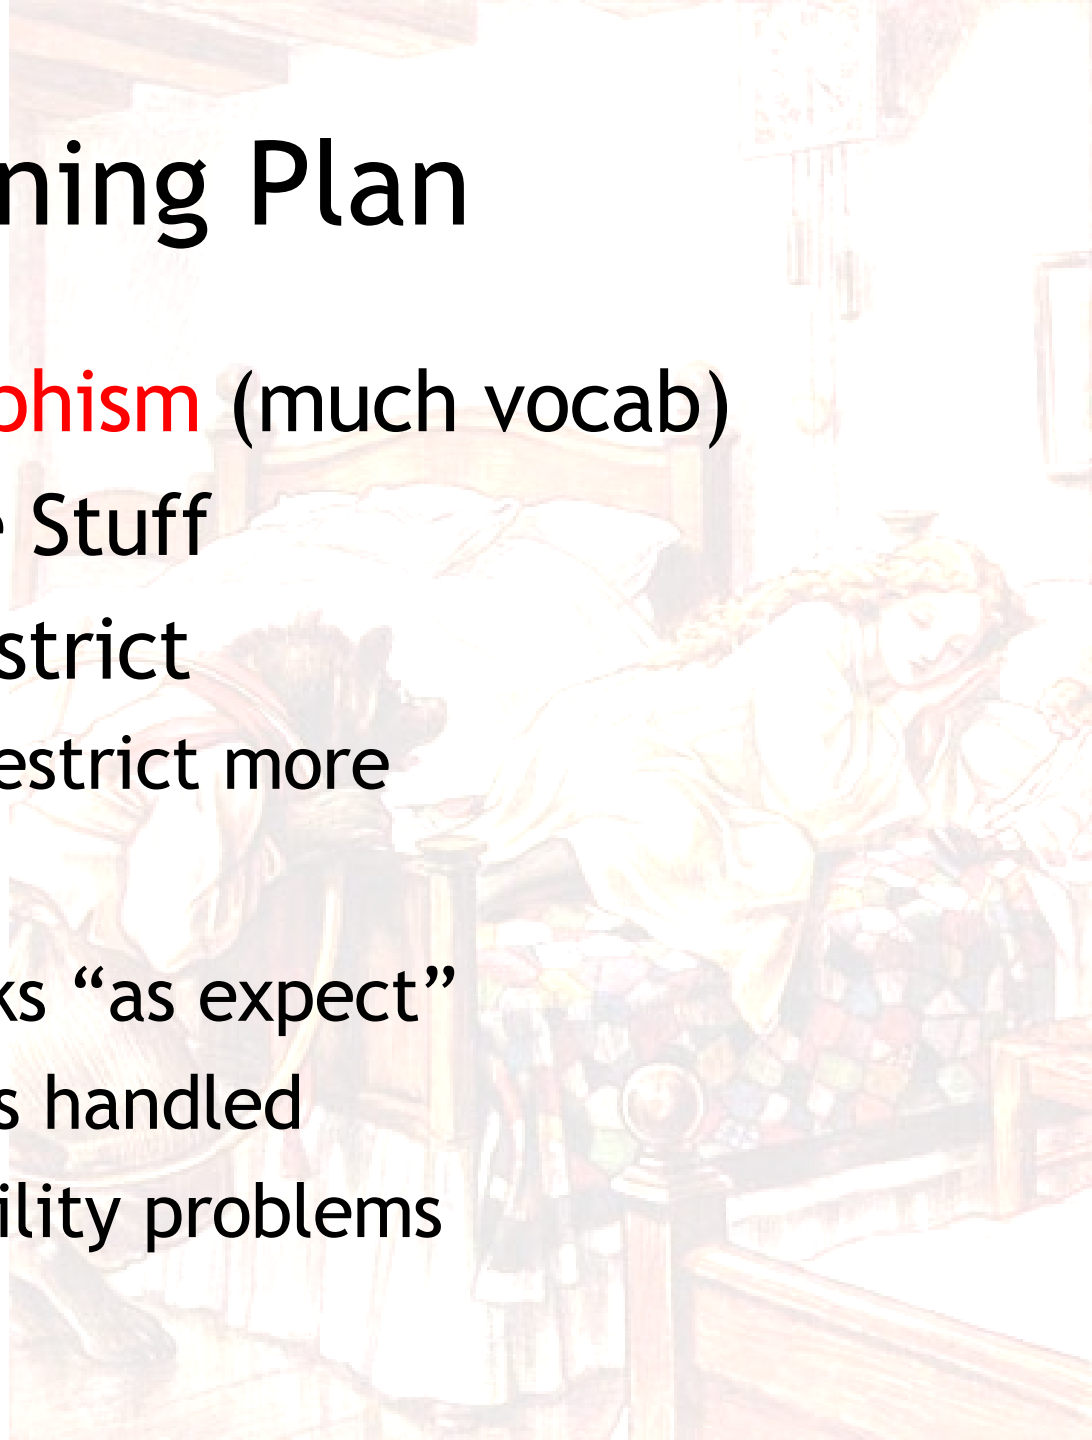 ning Plan
phism (much vocab)
e Stuff
strict
estrict more
ks “as expect”
s handled
ility problems